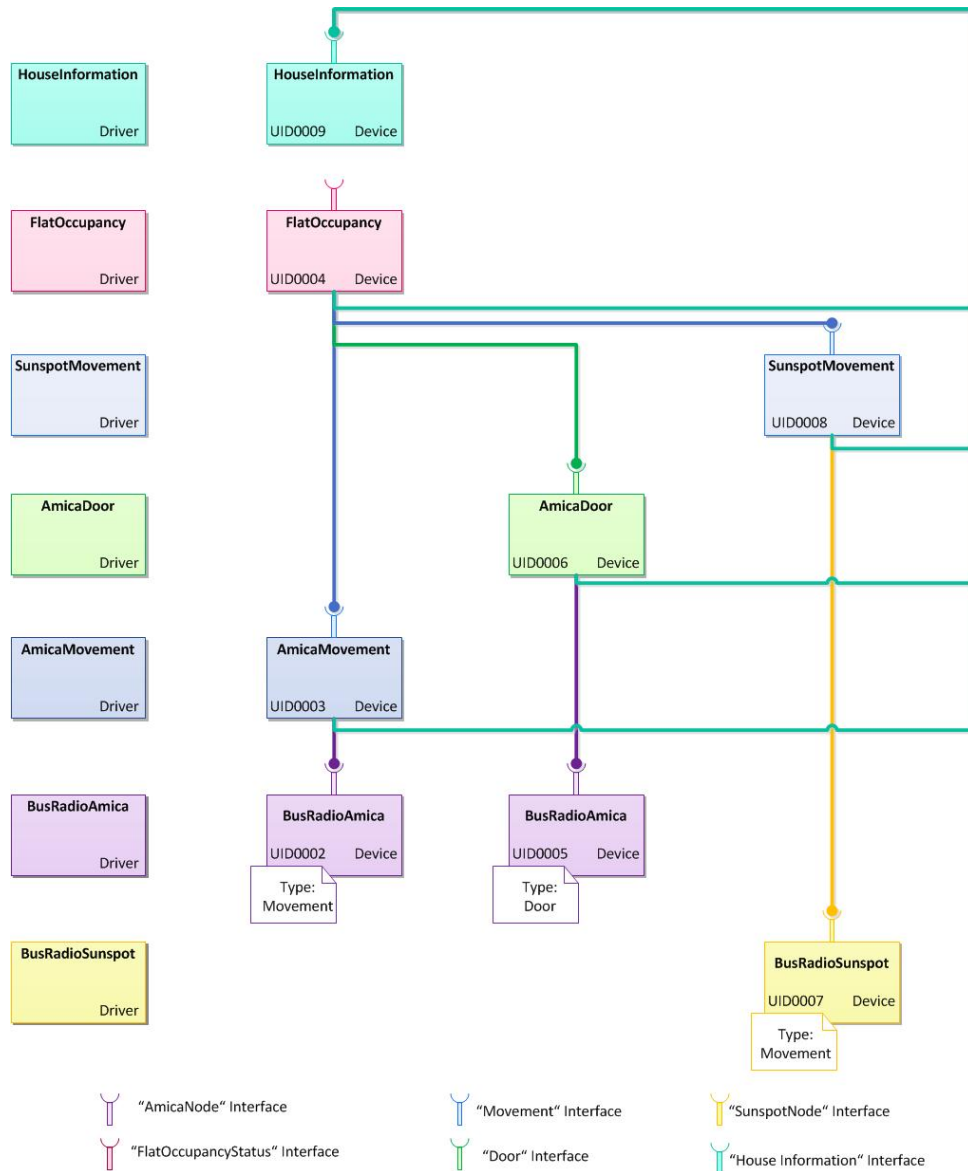 HouseInformation
Driver
HouseInformation
UID0009 Device
FlatOccupancy
Driver
FlatOccupancy
UID0004 Device
SunspotMovement
Driver
SunspotMovement
UID0008 Device
AmicaDoor
Driver
AmicaDoor
UID0006 Device
AmicaMovement
Driver
AmicaMovement
UID0003 Device
BusRadioAmica
Driver
BusRadioAmica
UID0002 Device
Type:
Movement
BusRadioAmica
UID0005 Device
Type:
Door
BusRadioSunspot
Driver
BusRadioSunspot
UID0007 Device
Type:
Movement
“AmicaNode“ Interface
“Movement“ Interface
“SunspotNode“ Interface
“FlatOccupancyStatus“ Interface
“Door“ Interface
“House Information“ Interface